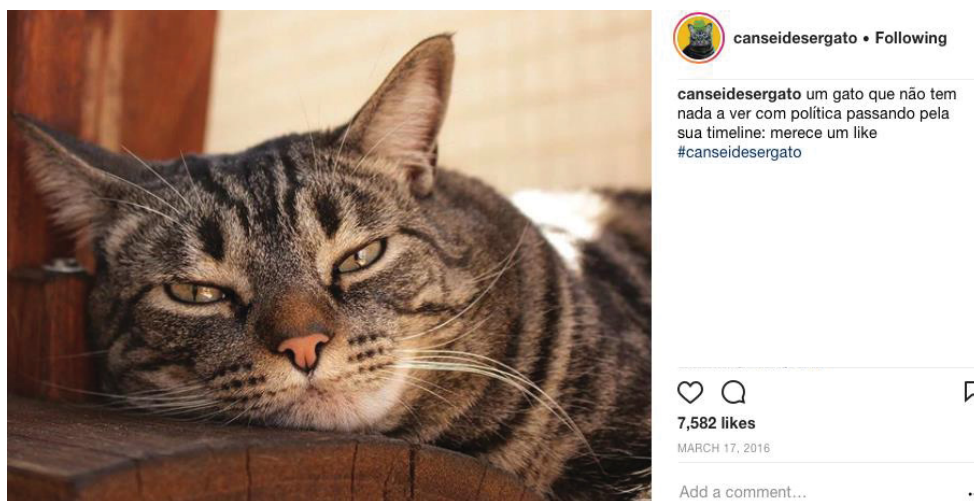 canseidesergato • Following
canseidesergato um gato que não tem
nada a ver com política passando pela
sua timeline: merece um like
#canseidesergato
7,582 likes
MARCH 17, 2016
Add a comment...